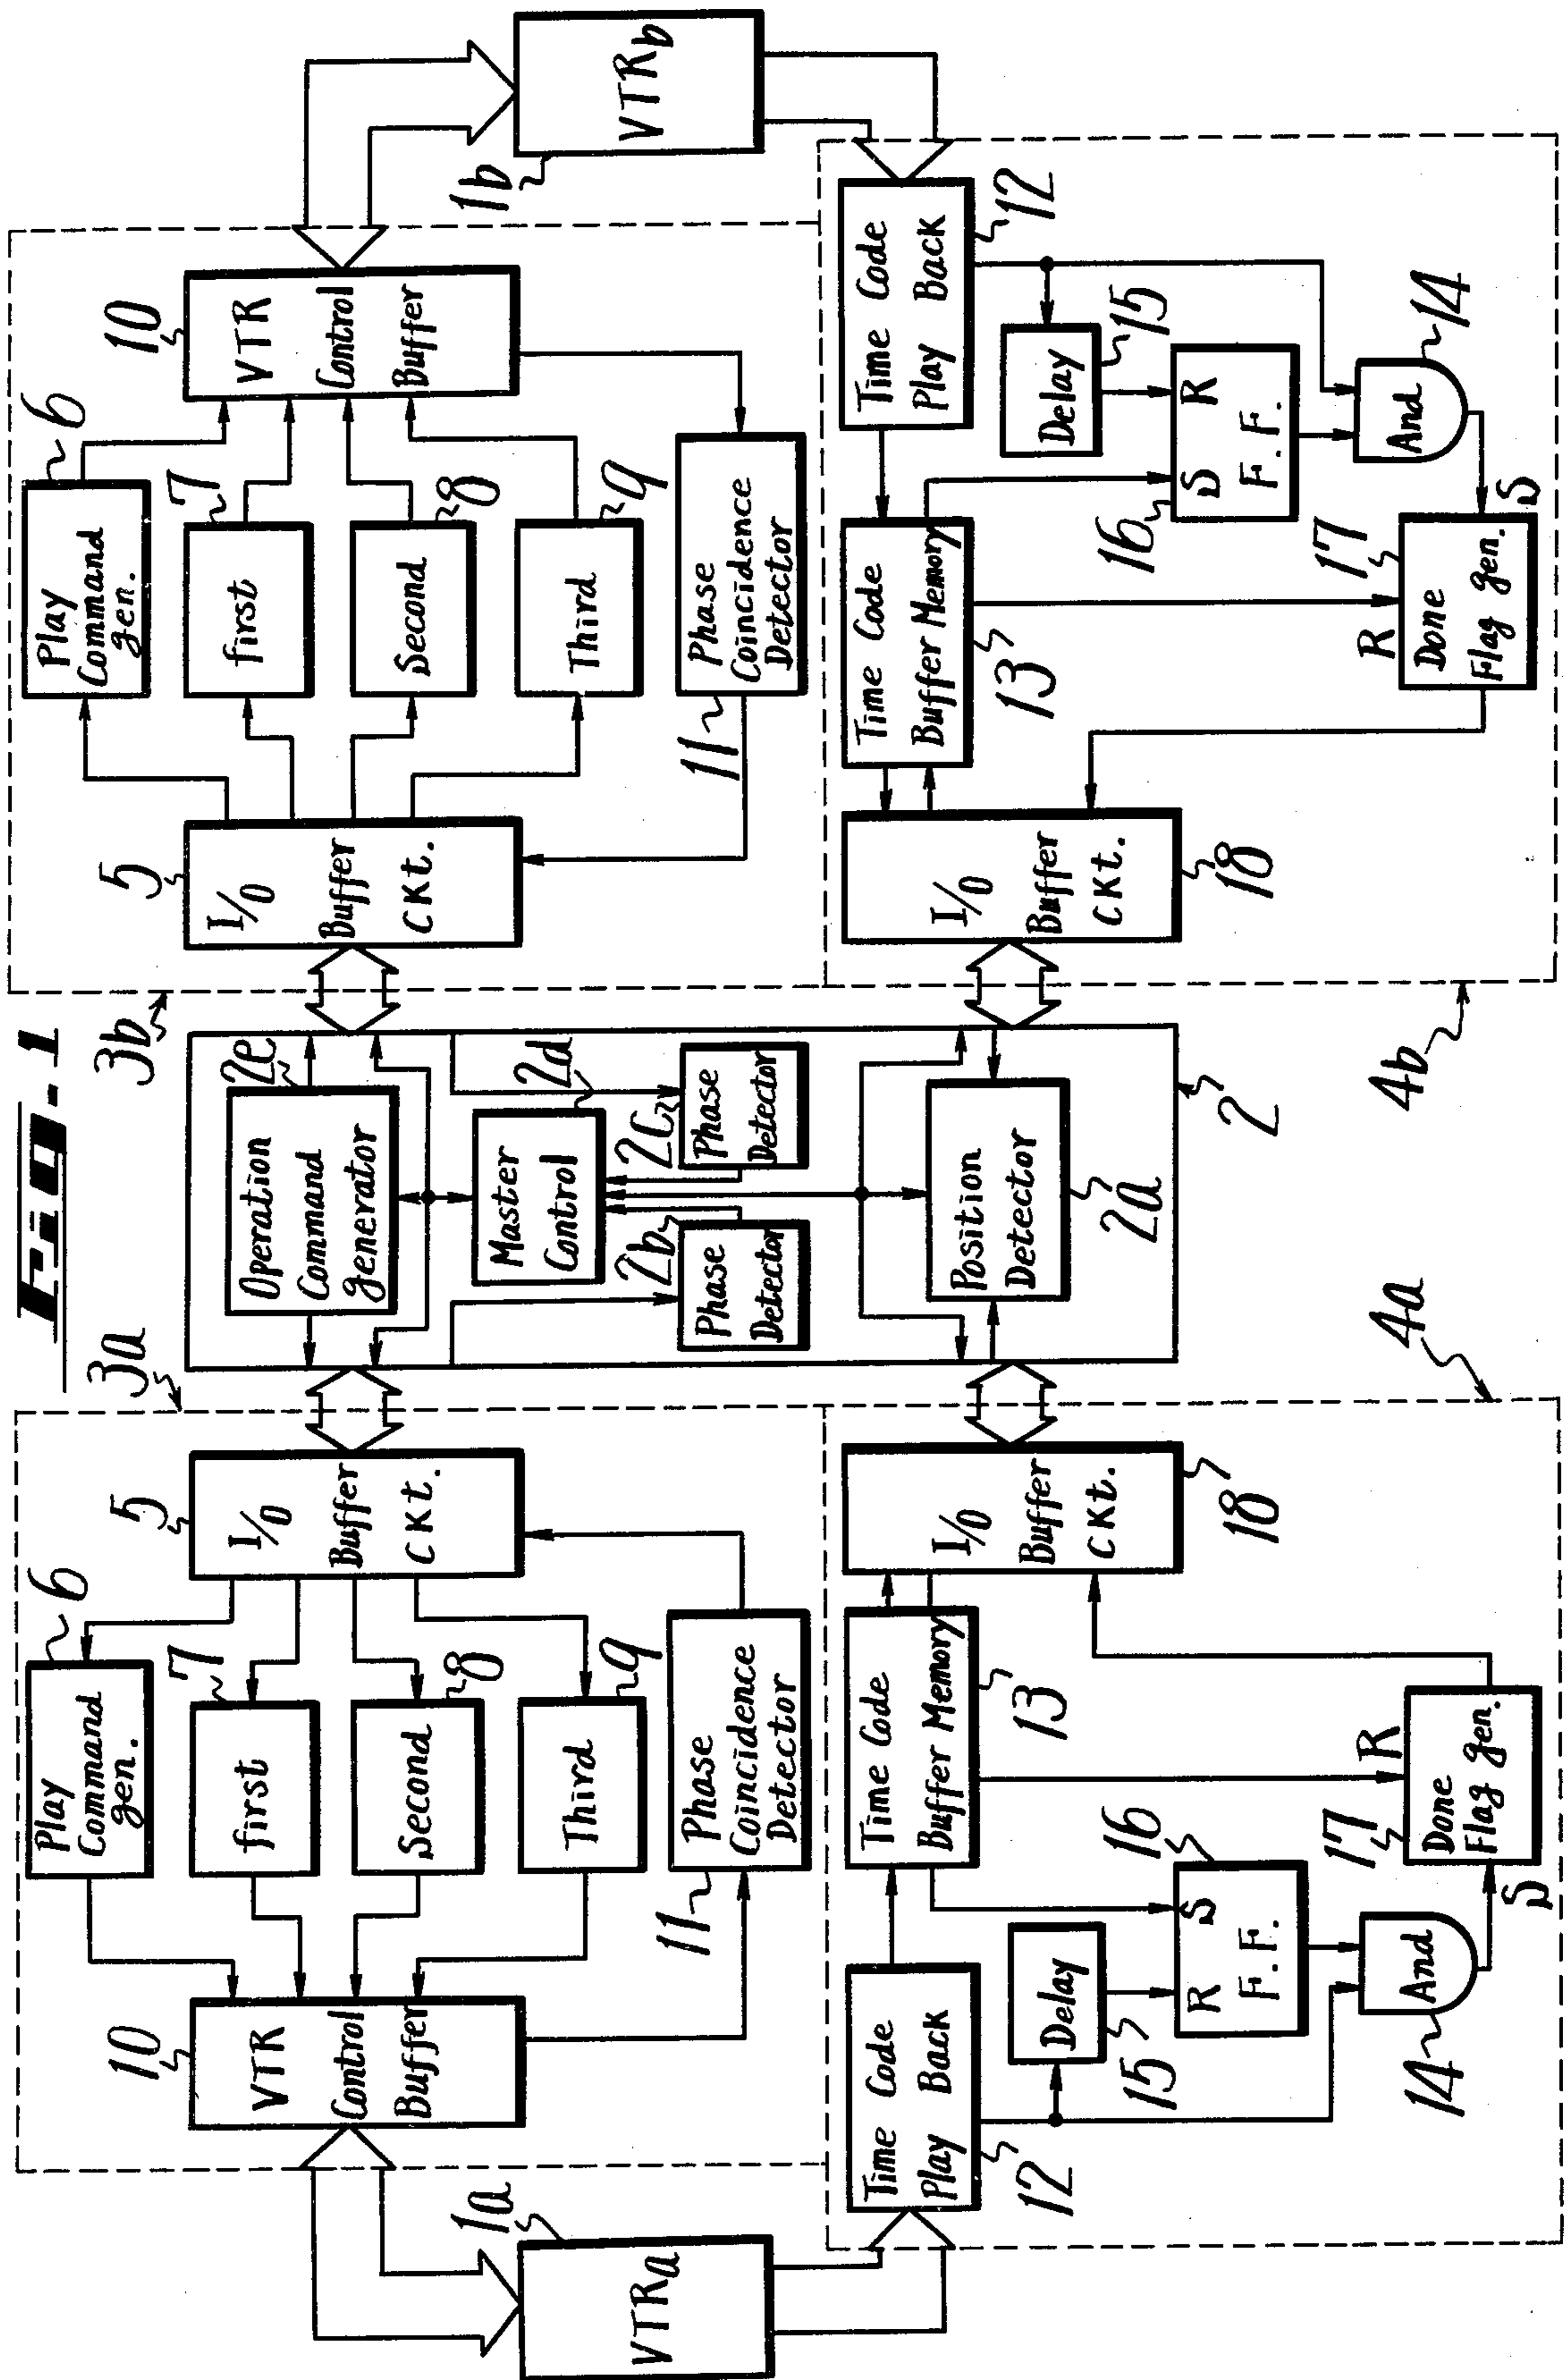 Fig-1
3a
3b
6
Play
Command
gen.
10
VTR
Control
Buffer
7
first
8
Second
9
Third
11
Phase
Coincidence
Detector
5
I/O
Buffer
CKt.
1a
VTRa
2e
Operation
Command
generator
2d
Master
Control
2b
Phase
Detector
2c
Phase
Detector
Position
Detector
2a
2
5
I/O
Buffer
CKt.
6
Play
Command
gen.
7
first
8
Second
9
Third
11
Phase
Coincidence
Detector
10
VTR
Control
Buffer
1b
VTRb
12
Time Code
Play Back
15
Delay
13
Time Code
Buffer Memory
16
R S
F.F.
14
And
17
R
Done
Flag gen.
S
18
I/O
Buffer
CKt.
4a
4b
18
I/O
Buffer
CKt.
13
Time Code
Buffer Memory
12
Time Code
Play Back
15
Delay
16
S R
F.F.
14
And
17
R
Done
Flag gen.
S